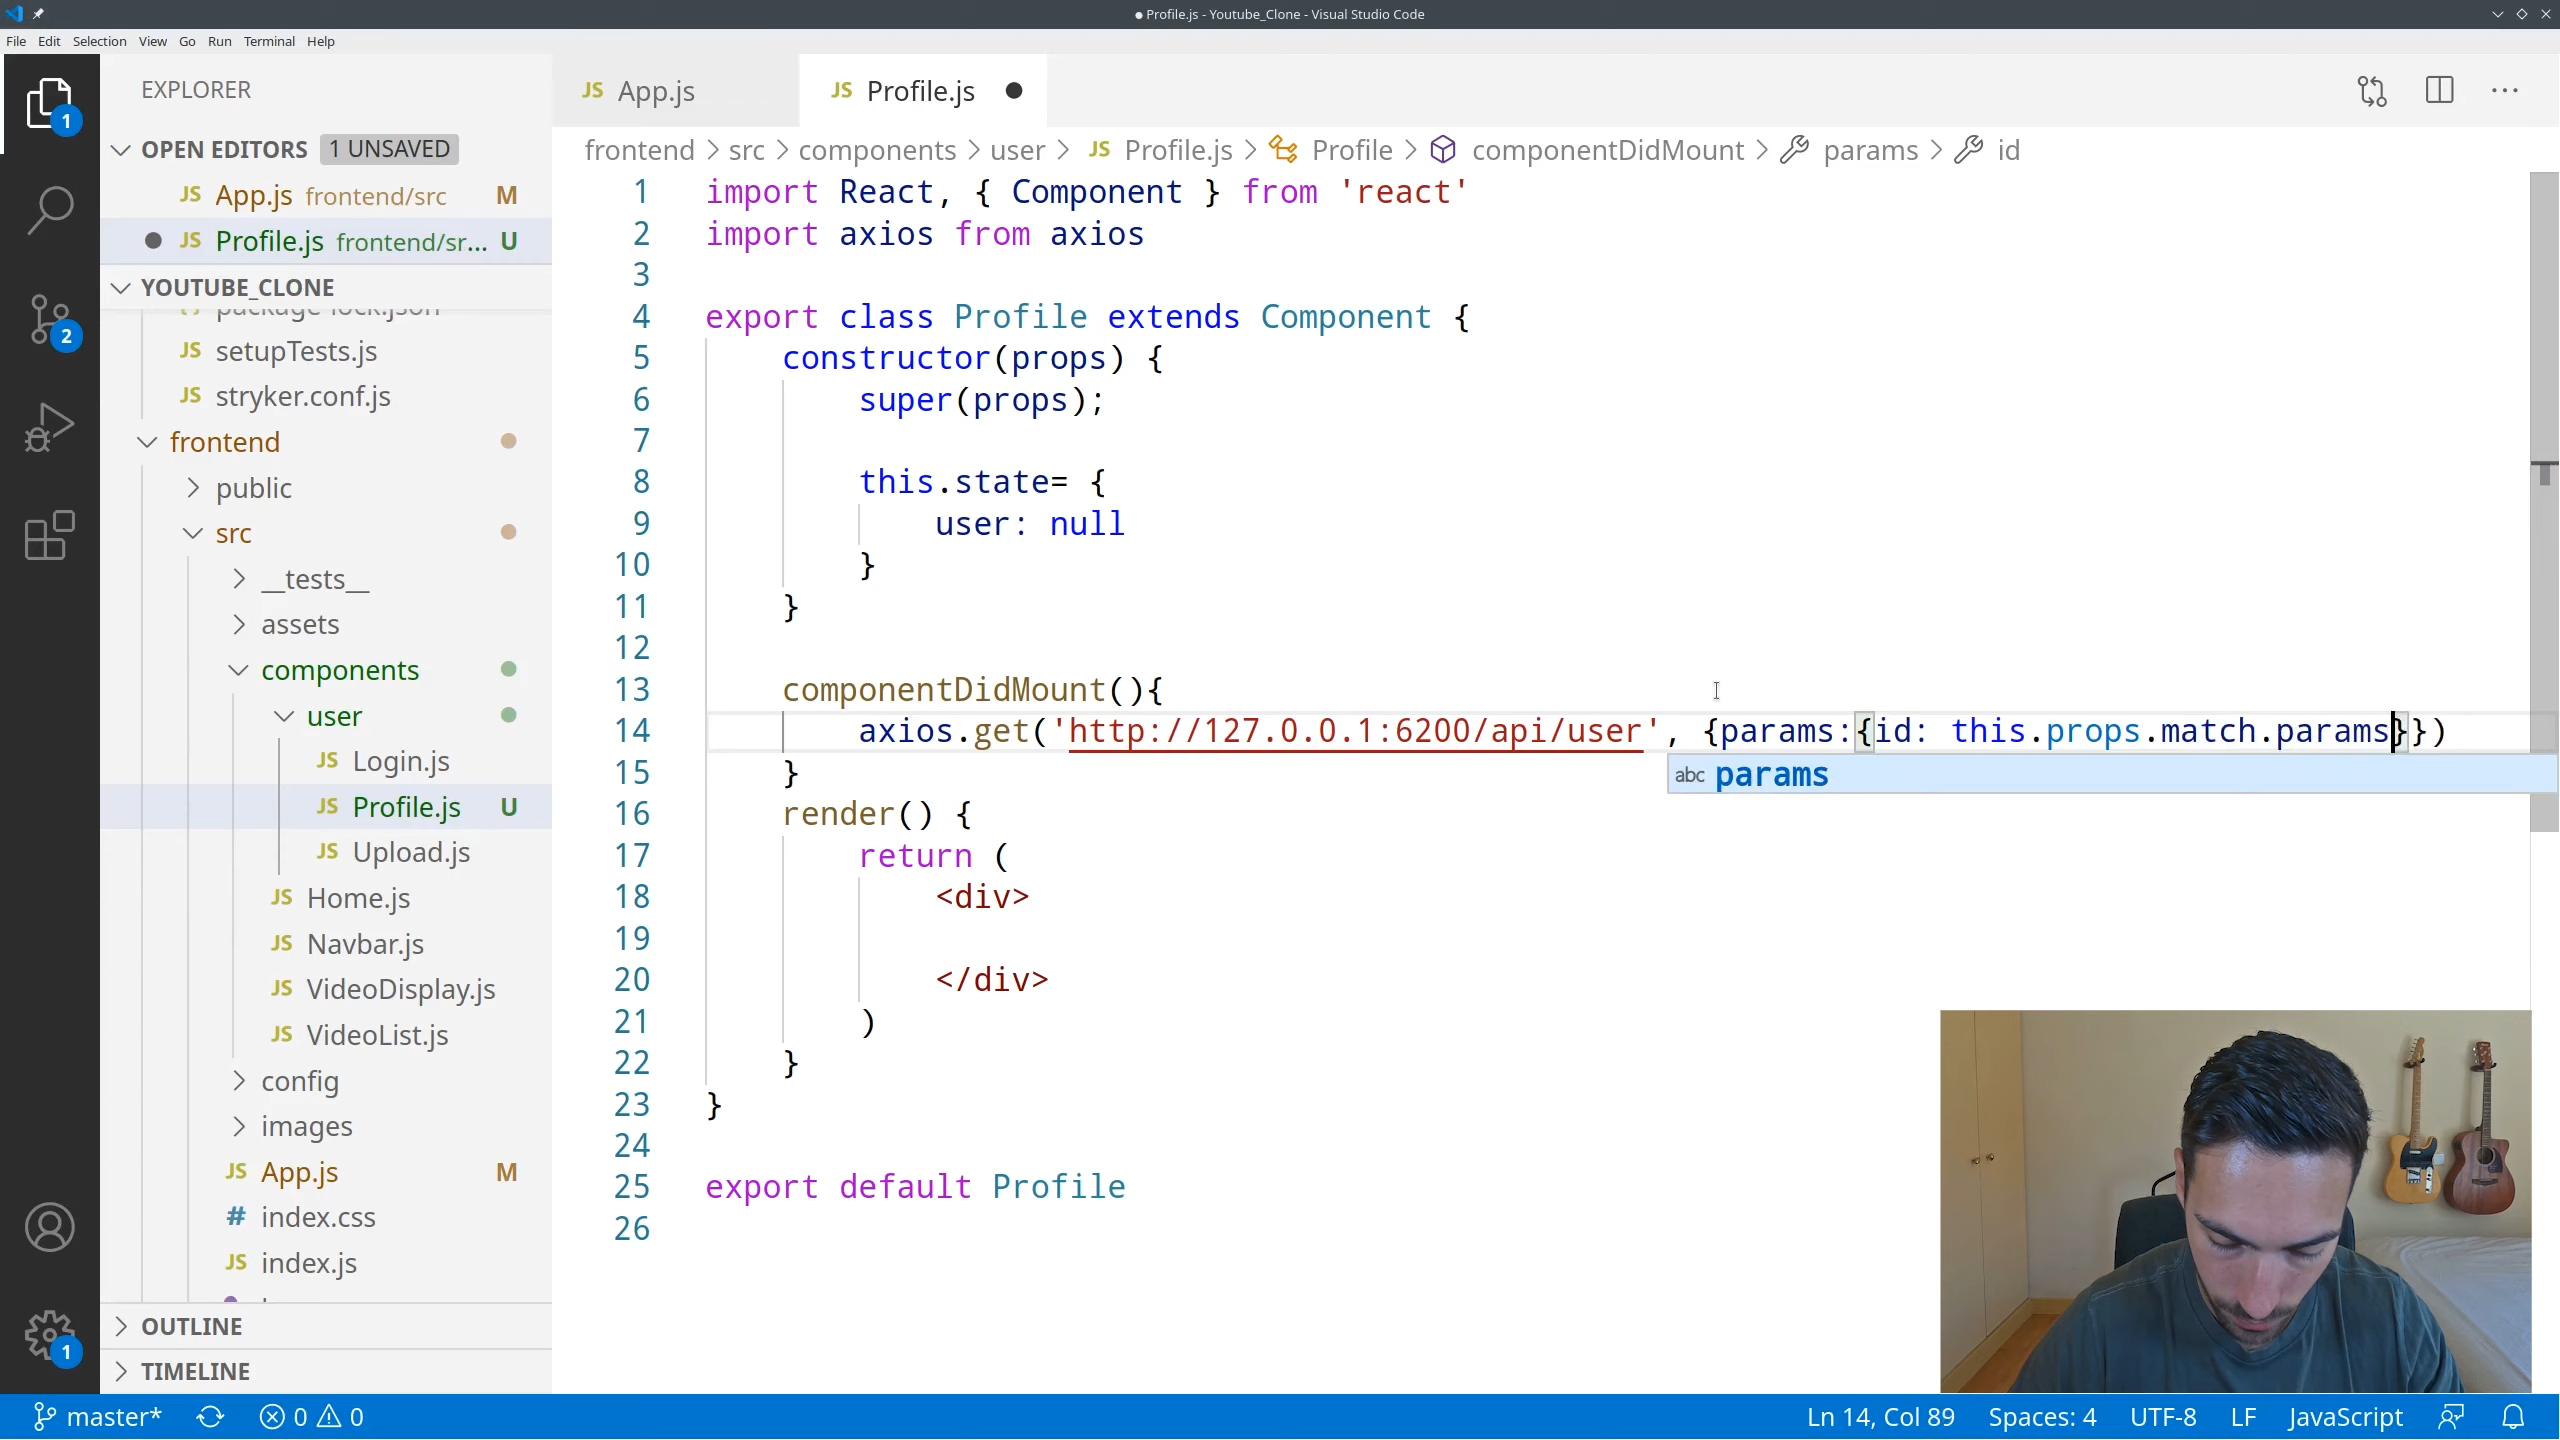 Profile.js - Youtube_Clone - Visual Studio Code
File Edit Selection View Go Run Terminal Help
EXPLORER
OPEN EDITORS 1 UNSAVED
JS App.js frontend/src M
JS Profile.js frontend/sr... U
YOUTUBE_CLONE
package-lock.json
JS setupTests.js
JS stryker.conf.js
frontend
public
src
__tests__
assets
components
user
JS Login.js
JS Profile.js U
JS Upload.js
JS Home.js
JS Navbar.js
JS VideoDisplay.js
JS VideoList.js
config
images
JS App.js M
# index.css
JS index.js
OUTLINE
TIMELINE
1
2
1
JS App.js JS Profile.js
frontend > src > components > user > JS Profile.js > Profile > componentDidMount > params > id
1 import React, { Component } from 'react'
2 import axios from axios
3
4 export class Profile extends Component {
5 constructor(props) {
6 super(props);
7
8 this.state= {
9 user: null
10 }
11 }
12
13 componentDidMount(){
14 axios.get('http://127.0.0.1:6200/api/user', {params:{id: this.props.match.params}})
abc params
15 }
16 render() {
17 return (
18 <div>
19
20 </div>
21 )
22 }
23 }
24
25 export default Profile
26
master* 0 0 Ln 14, Col 89 Spaces: 4 UTF-8 LF JavaScript